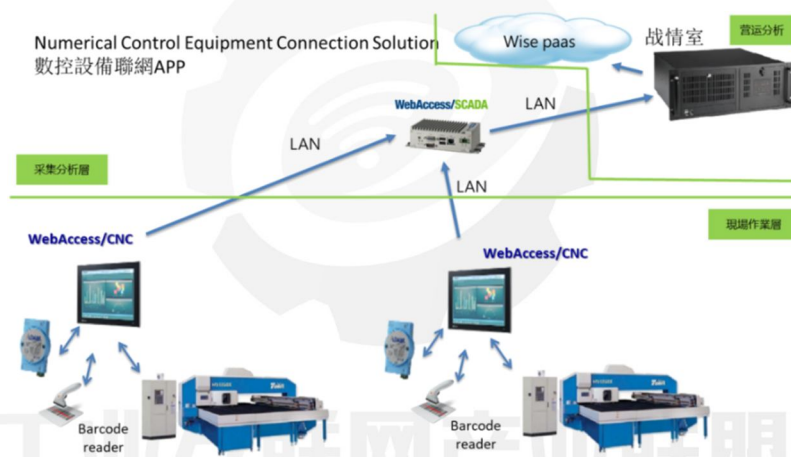 Numerical Control Equipment Connection Solution
數控設備聯網APP
Wise paas
战情室
营运分析
WebAccess/SCADA
LAN
LAN
LAN
采集分析層
現場作業層
WebAccess/CNC
WebAccess/CNC
Barcode
reader
Barcode
reader